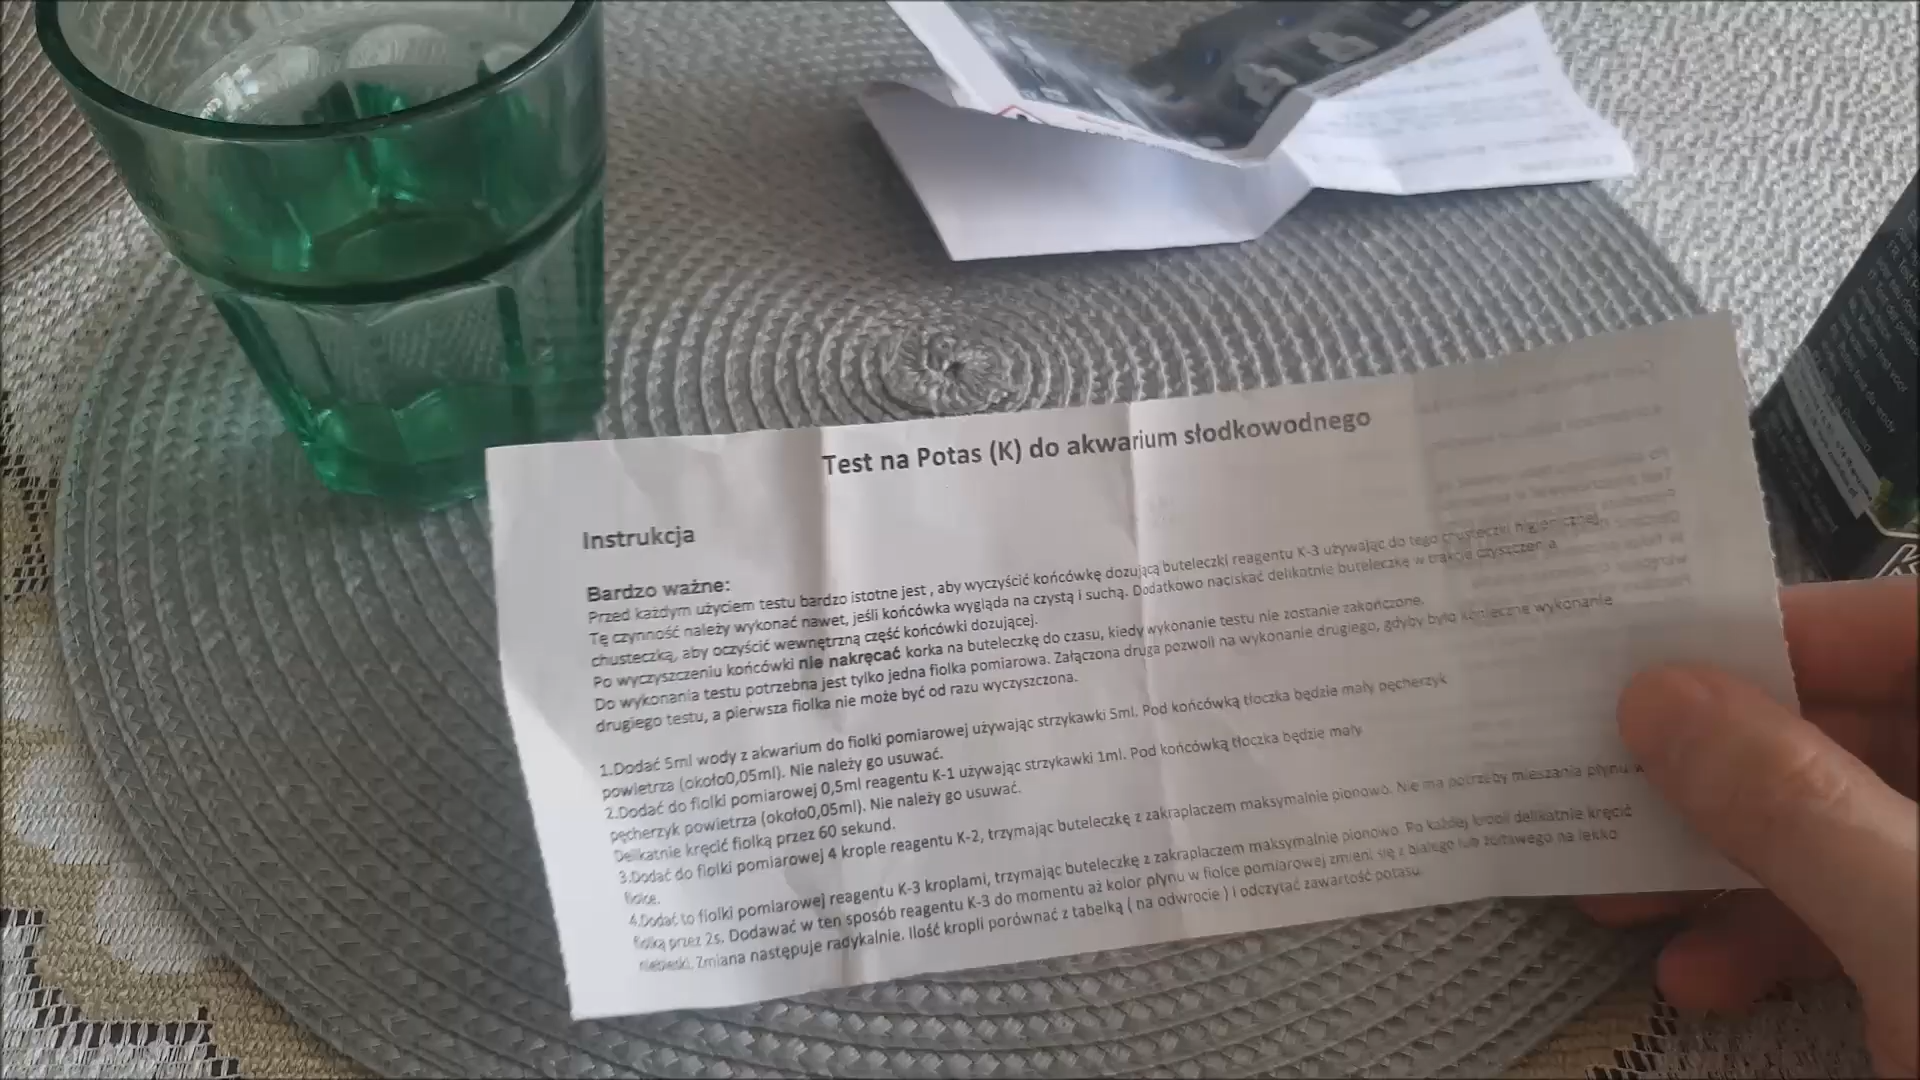 Test na Potas (K) do akwarium słodkowodnego
Instrukcja
Bardzo ważne:
Przed każdym użyciem testu bardzo istotne jest , aby wyczyścić końcówkę dozującą buteleczki reagentu K-3 używając do tego chusteczki higienicznej.
Tę czynność należy wykonać nawet, jeśli końcówka wygląda na czystą i suchą. Dodatkowo naciskać delikatnie buteleczkę w trakcie czyszczenia
chusteczką, aby oczyścić wewnętrzną część końcówki dozującej.
Po wyczyszczeniu końcówki nie nakręcać korka na buteleczkę do czasu, kiedy wykonanie testu nie zostanie zakończone.
Do wykonania testu potrzebna jest tylko jedna fiolka pomiarowa. Załączona druga pozwoli na wykonanie drugiego, gdyby było konieczne wykonanie
drugiego testu, a pierwsza fiolka nie może być od razu wyczyszczona.
1.Dodać 5ml wody z akwarium do fiolki pomiarowej używając strzykawki 5ml. Pod końcówką tłoczka będzie mały pęcherzyk
powietrza (około0,05ml). Nie należy go usuwać.
2.Dodać do fiolki pomiarowej 0,5ml reagentu K-1 używając strzykawki 1ml. Pod końcówką tłoczka będzie mały
pęcherzyk powietrza (około0,05ml). Nie należy go usuwać.
Delikatnie kręcić fiolką przez 60 sekund.
3.Dodać do fiolki pomiarowej 4 krople reagentu K-2, trzymając buteleczkę z zakraplaczem maksymalnie pionowo. Nie ma potrzeby mieszania płynu w
fiolce.
4.Dodać to fiolki pomiarowej reagentu K-3 kroplami, trzymając buteleczkę z zakraplaczem maksymalnie pionowo. Po każdej kropli delikatnie kręcić
fiolką przez 2s. Dodawać w ten sposób reagentu K-3 do momentu aż kolor płynu w fiolce pomiarowej zmieni się z białego lub żółtawego na lekko
niebieski. Zmiana następuje radykalnie. Ilość kropli porównać z tabelką ( na odwrocie ) i odczytać zawartość potasu.